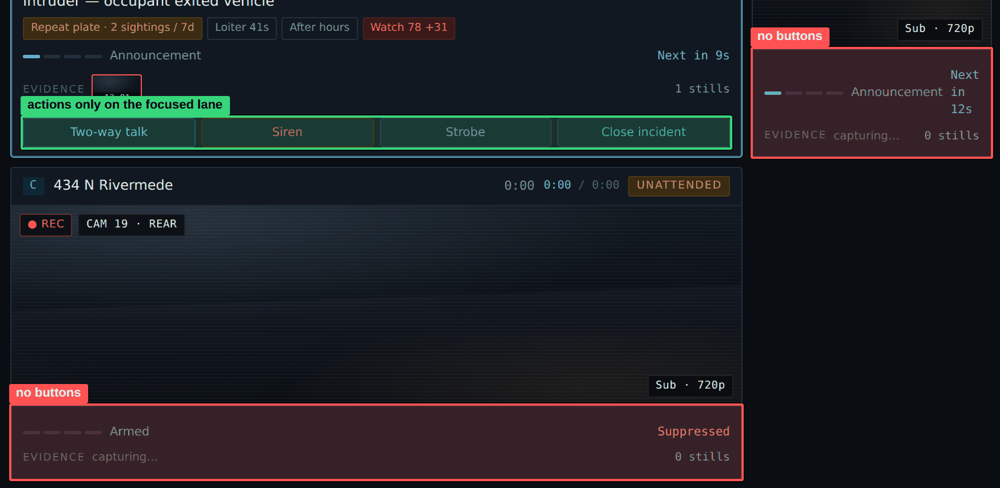 Intruder — occupant exited vehicle
Repeat plate · 2 sightings / 7d
Loiter 41s
After hours
Watch 78 +31
Announcement
Next in 9s
EVIDENCE
1 stills
actions only on the focused lane
Two-way talk
Siren
Strobe
Close incident
Sub · 720p
no buttons
Announcement
Next
in
12s
EVIDENCE capturing...
0 stills
C
434 N Rivermede
0:00 0:00 / 0:00
UNATTENDED
REC
CAM 19 · REAR
Sub · 720p
no buttons
Armed
Suppressed
EVIDENCE capturing...
0 stills